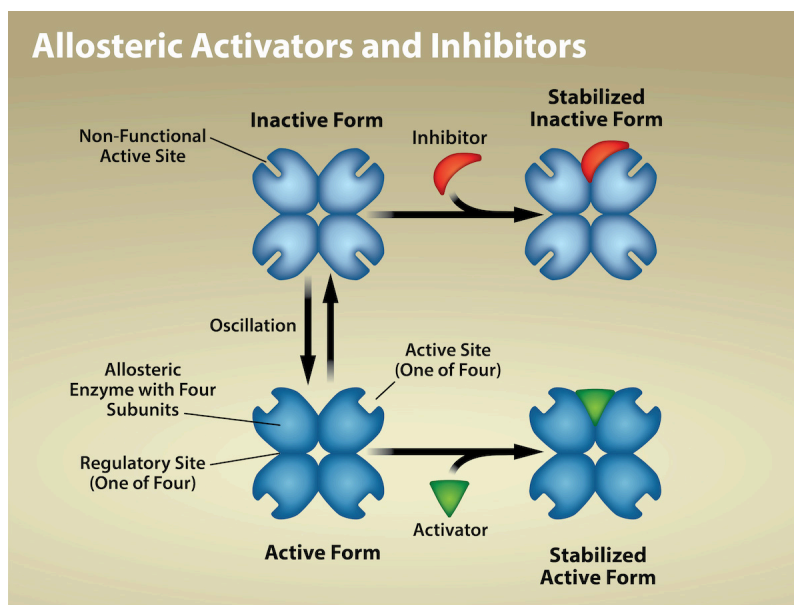 Allosteric Activators and Inhibitors
Stabilized
Inactive Form
Inactive Form
Inhibitor
Non-Functional
Active Site
Oscillation
Active Site
(One of Four)
Allosteric
Enzyme with Four
Subunits
Regulatory Site
(One of Four)
Activator
Active Form
Stabilized
Active Form